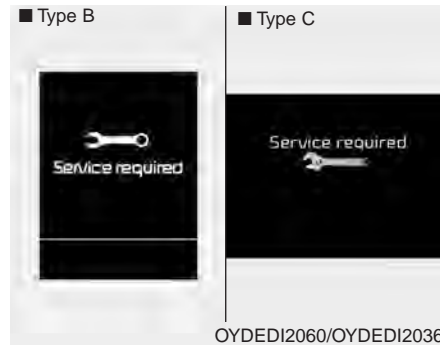 ■ Type B
■ Type C
Service required
Service required
OYDEDI2060/OYDEDI2036